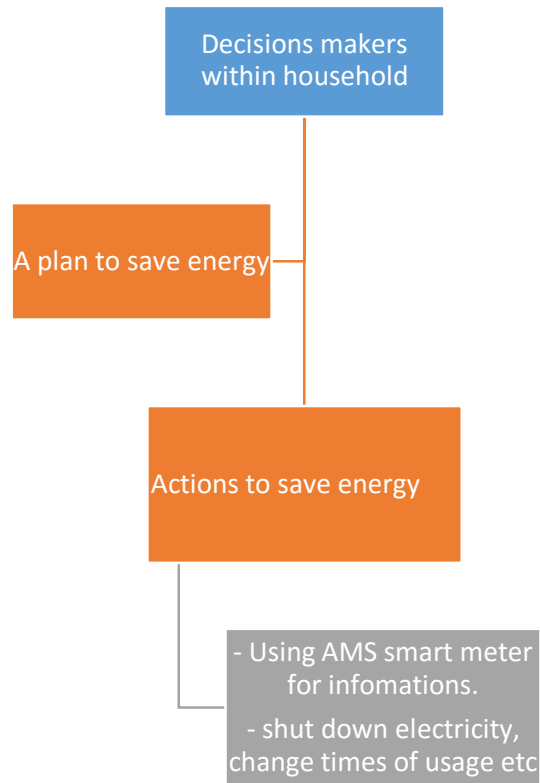 Decisions makers
within household
A plan to save energy
Actions to save energy
- Using AMS smart meter
for infomations.
- shut down electricity,
change times of usage etc